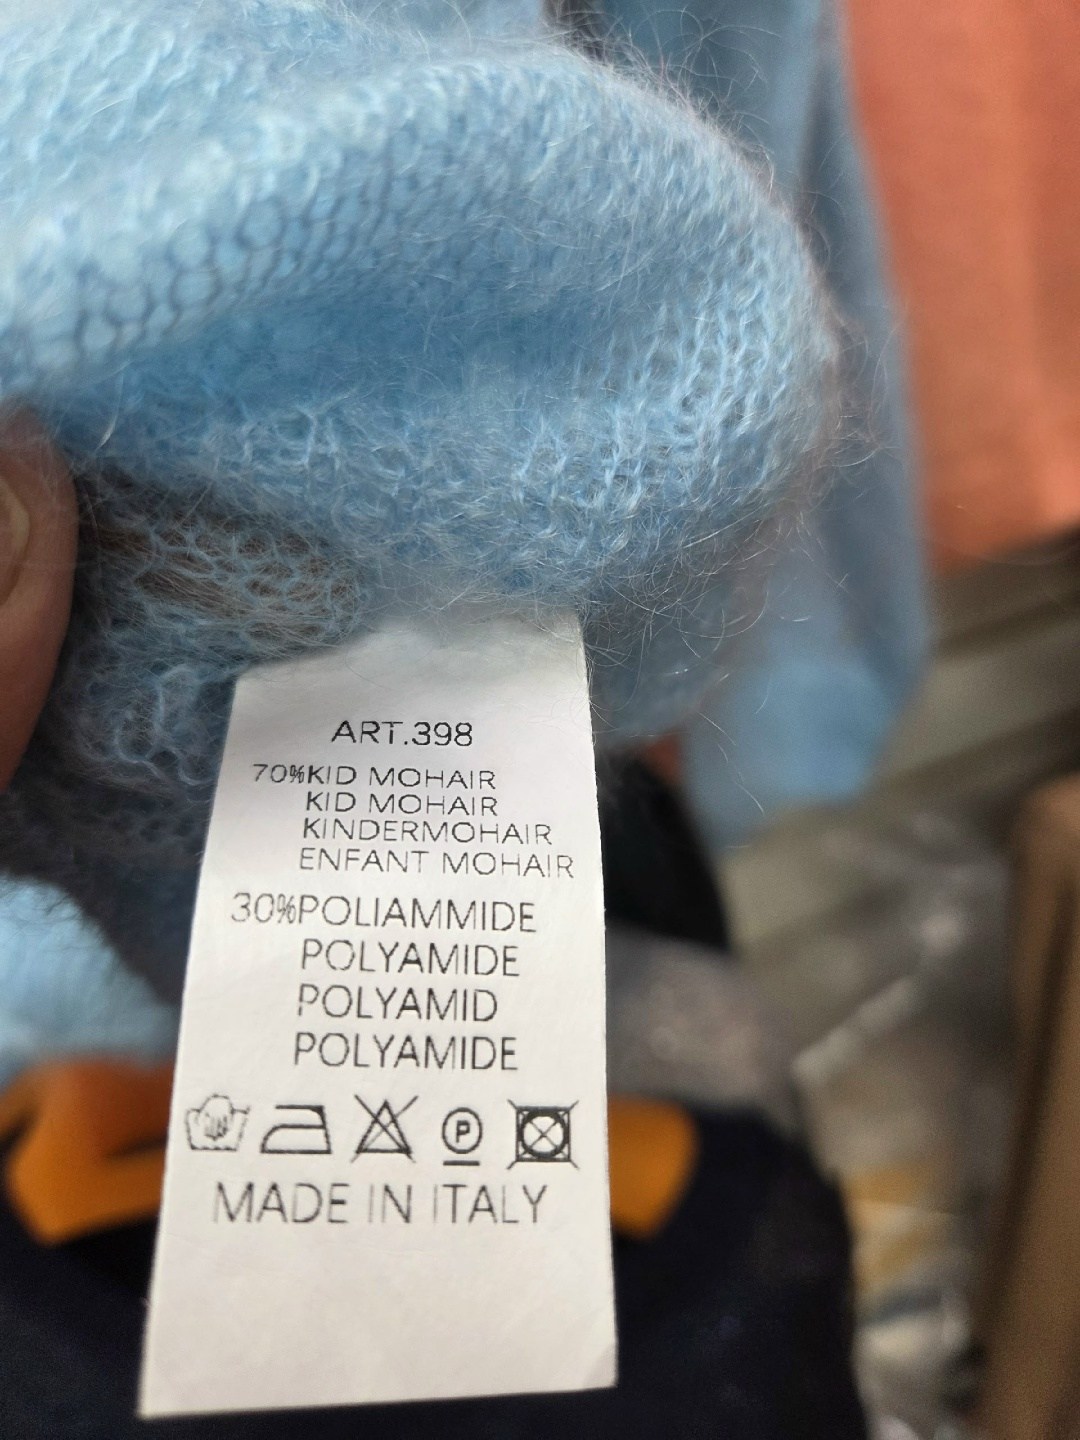 ART.398
70%KID MOHAIR
KID MOHAIR
KINDERMOHAIR
ENFANT MOHAIR
30%POLIAMMIDE
POLYAMIDE
POLYAMID
POLYAMIDE
P
MADE IN ITALY